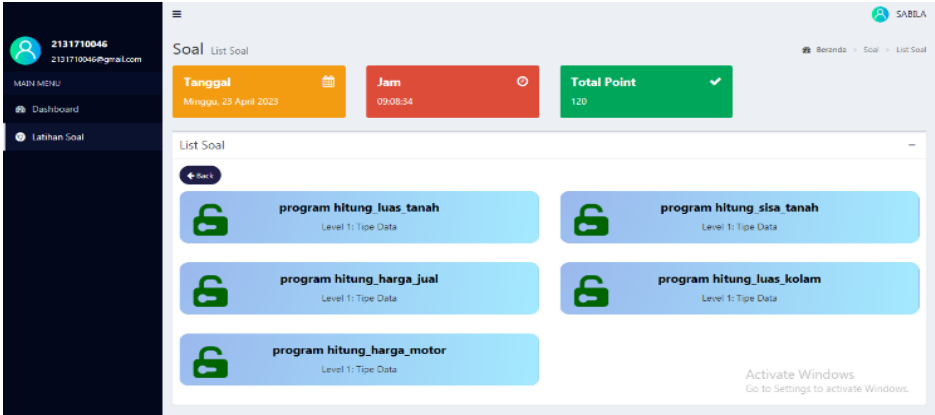 SABILA
2131710046
2131710046@gmail.com
MAIN MENU
Dashboard
Latihan Soal
Soal List Soal
Beranda > Soal > List Soal
Tanggal
Minggu, 23 April 2023
Jam
09:08:34
Total Point
120
List Soal
Back
program hitung_luas_tanah
Level 1: Tipe Data
program hitung_sisa_tanah
Level 1: Tipe Data
program hitung_harga_jual
Level 1: Tipe Data
program hitung_luas_kolam
Level 1: Tipe Data
program hitung_harga_motor
Level 1: Tipe Data
Activate Windows
Go to Settings to activate Windows.